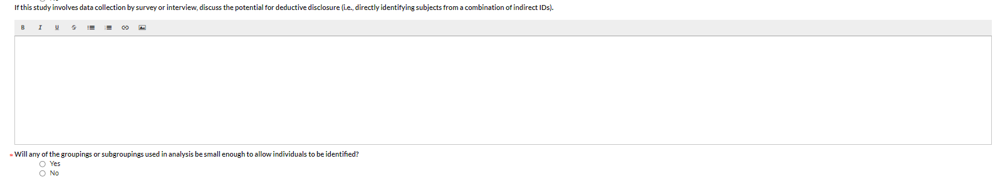 If this study involves data collection by survey or interview, discuss the potential for deductive disclosure (i.e., directly identifying subjects from a combination of indirect IDs).
B I U S
* Will any of the groupings or subgroupings used in analysis be small enough to allow individuals to be identified?
Yes
No